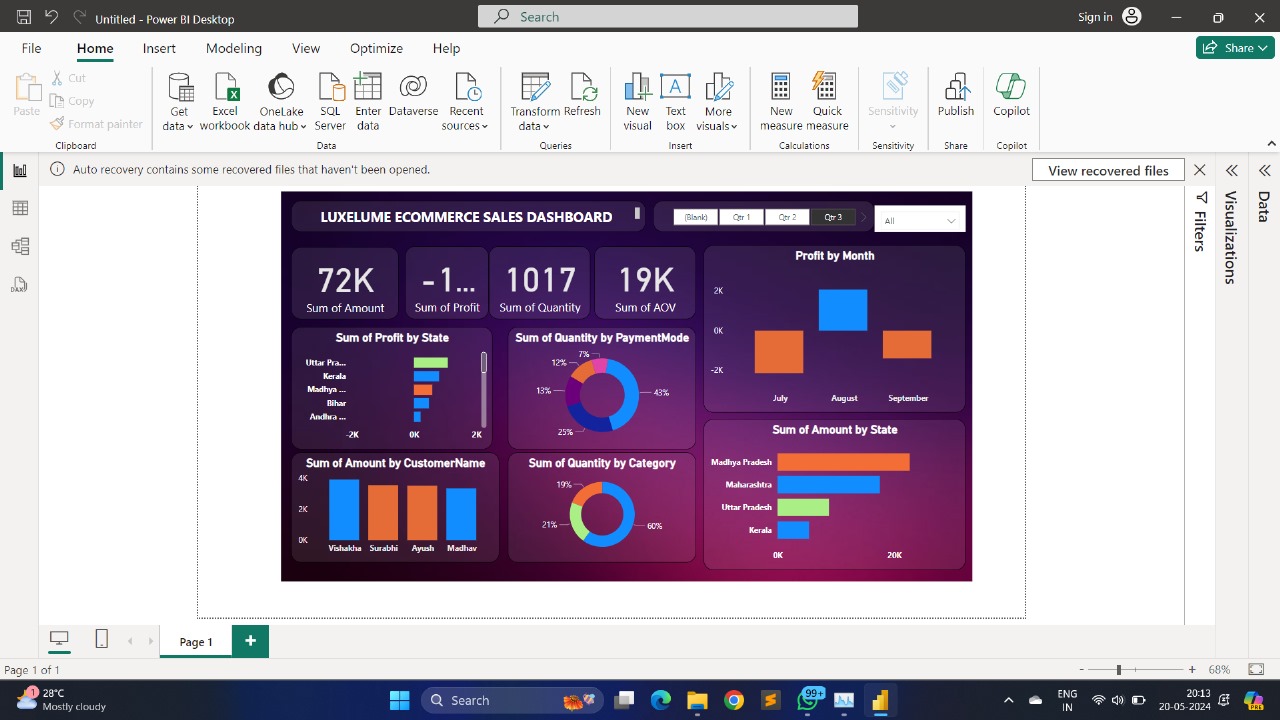 Untitled - Power BI Desktop
Search
Sign in
File Home Insert Modeling View Optimize Help
Share
Paste
Cut
Copy
Format painter
Clipboard
Get data
Excel workbook
OneLake data hub
SQL Server
Enter data
Dataverse
Recent sources
Data
Transform data
Refresh
Queries
New visual
Text box
More visuals
Insert
New measure
Quick measure
Calculations
Sensitivity
Sensitivity
Publish
Share
Copilot
Copilot
Auto recovery contains some recovered files that haven't been opened.
View recovered files
Filters
Visualizations
Data
LUXELUME ECOMMERCE SALES DASHBOARD
(Blank) Qtr 1 Qtr 2 Qtr 3
All
72K
Sum of Amount
-1...
Sum of Profit
1017
Sum of Quantity
19K
Sum of AOV
Profit by Month
2K
0K
-2K
July August September
Sum of Profit by State
Uttar Pra...
Kerala
Madhya ...
Bihar
Andhra ...
-2K 0K 2K
Sum of Quantity by PaymentMode
7%
12%
13%
43%
25%
Sum of Amount by State
Madhya Pradesh
Maharashtra
Uttar Pradesh
Kerala
0K 20K
Sum of Amount by CustomerName
4K
2K
0K
Vishakha Surabhi Ayush Madhav
Sum of Quantity by Category
19%
21%
60%
Page 1
+
Page 1 of 1
- + 68%
1
28°C
Mostly cloudy
Search
99+
ENG
IN
20:13
20-05-2024
PRE